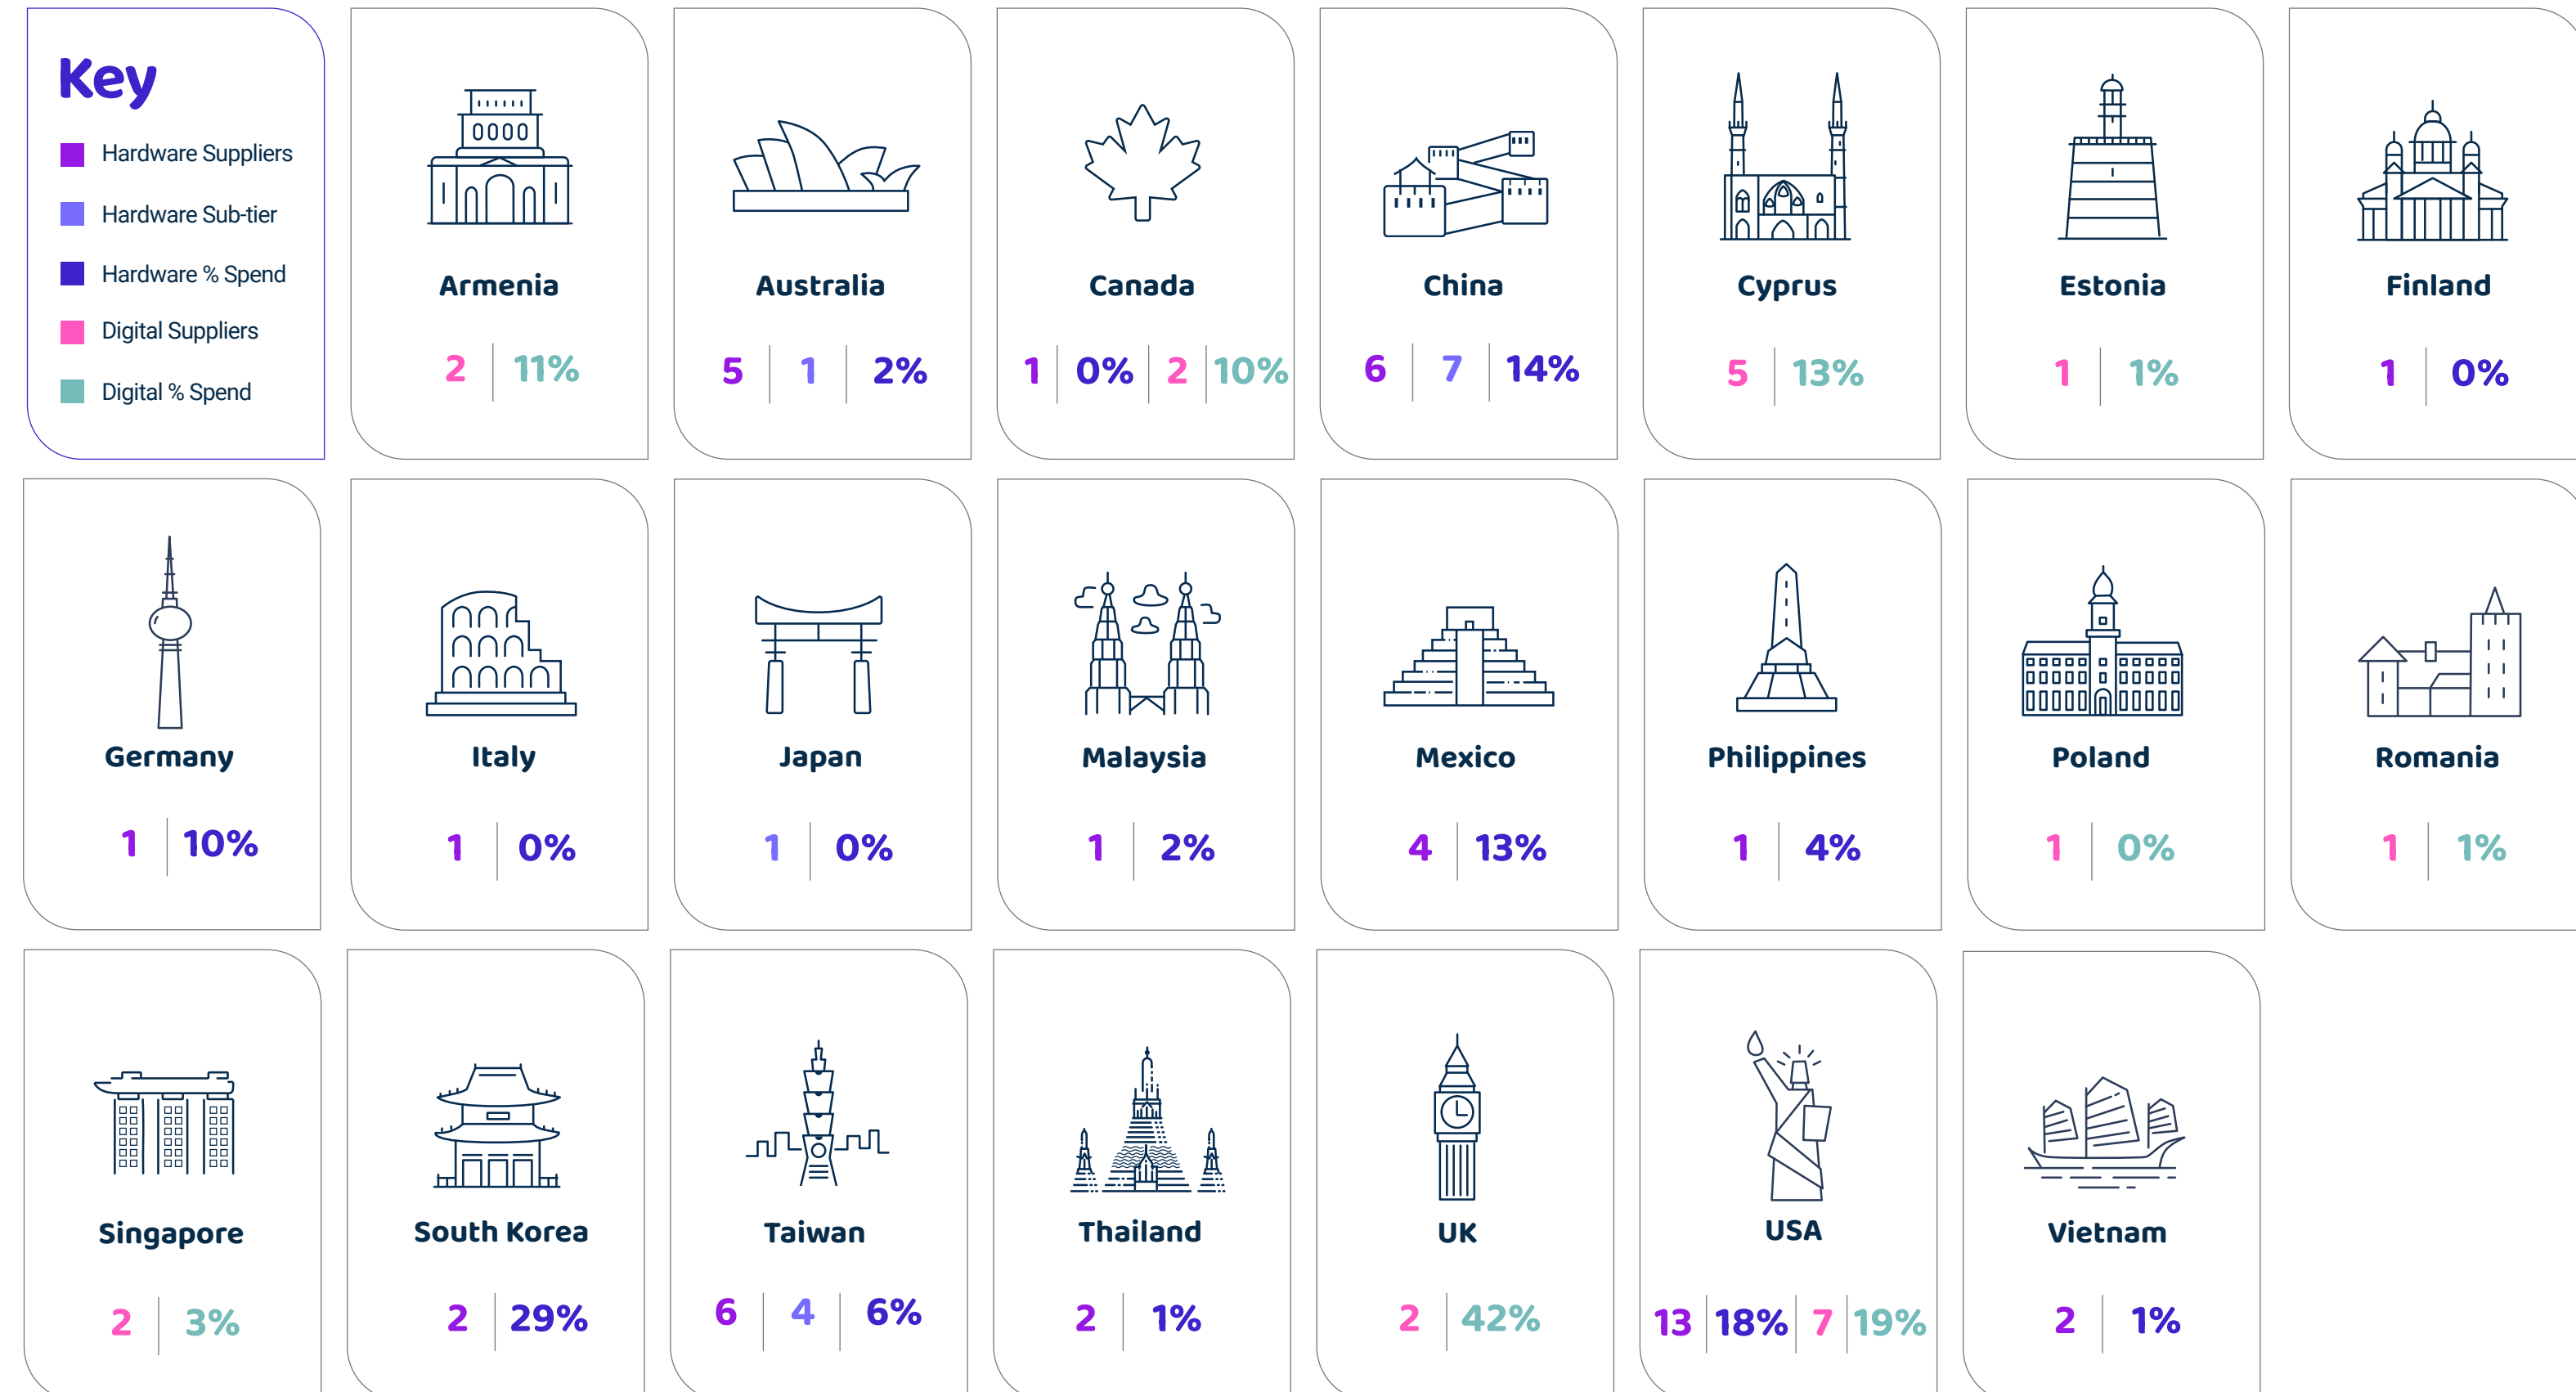 Key
Hardware Suppliers
Hardware Sub-tier
Hardware % Spend
Digital Suppliers
Digital % Spend
Armenia
2 11%
Australia
5 1 2%
Canada
1 0% 2 10%
China
6 7 14%
Cyprus
5 13%
Estonia
1 1%
Finland
1 0%
Germany
1 10%
Italy
1 0%
Japan
1 0%
Malaysia
1 2%
Mexico
4 13%
Philippines
1 4%
Poland
1 0%
Romania
1 1%
Singapore
2 3%
South Korea
2 29%
Taiwan
6 4 6%
Thailand
2 1%
UK
2 42%
USA
13 18% 7 19%
Vietnam
2 1%